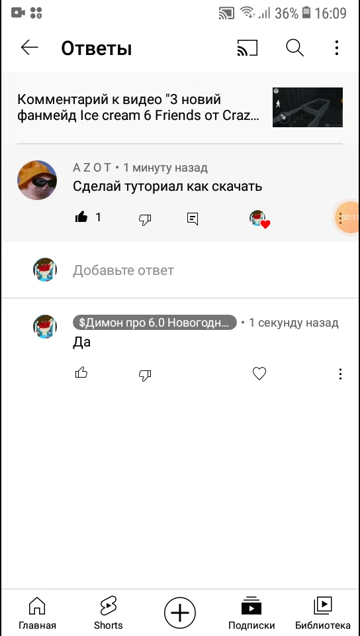 36% 16:09
Ответы
Комментарий к видео "3 новий
фанмейд Ice cream 6 Friends от Craz...
A Z O T • 1 минуту назад
Сделай туториал как скачать
1
Добавьте ответ
$Димон про 6.0 Новогодн... • 1 секунду назад
Да
Главная
Shorts
Подписки
Библиотека